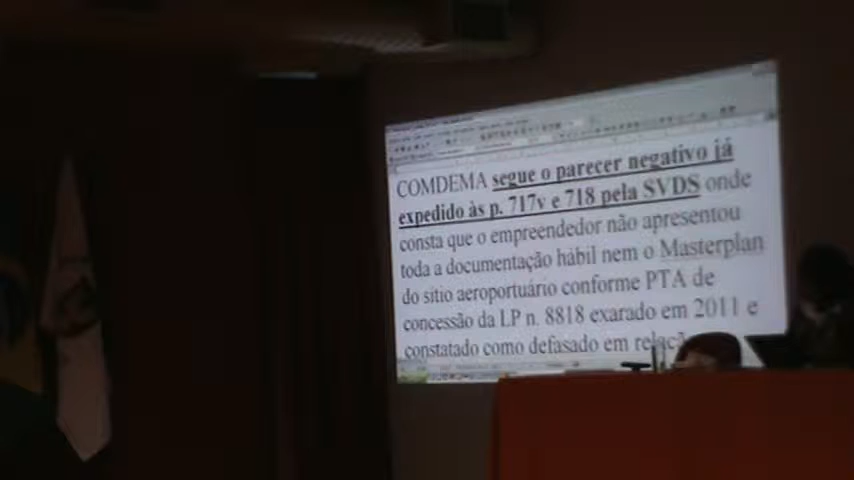 COMDEMA segue o parecer negativo já
expedido às p. 717v e 718 pela SVDS onde
consta que o empreendedor não apresentou
toda a documentação hábil nem o Masterplan
do sítio aeroportuário conforme PTA de
concessão da LP n. 8818 exarado em 2011 e
constatado como defasado em